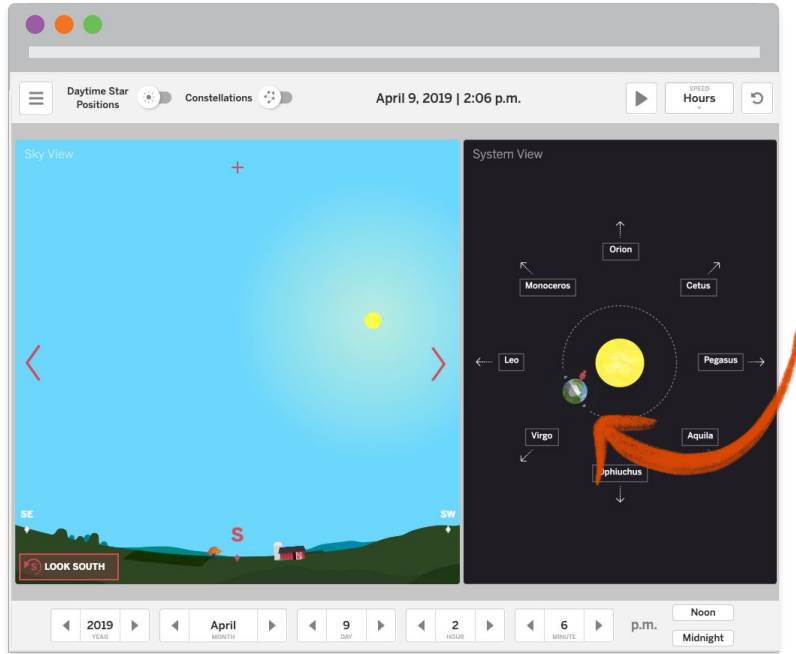 Daytime Star
Positions
Constellations
April 9, 2019 | 2:06 p.m.
SPEED
Hours
Sky View
System View
Orion
Monoceros
Cetus
Leo
Pegasus
Virgo
Aquila
Ophiuchus
SE
S
SW
N
S LOOK SOUTH
2019
YEAR
April
MONTH
9
DAY
2
HOUR
6
MINUTE
p.m.
Noon
Midnight